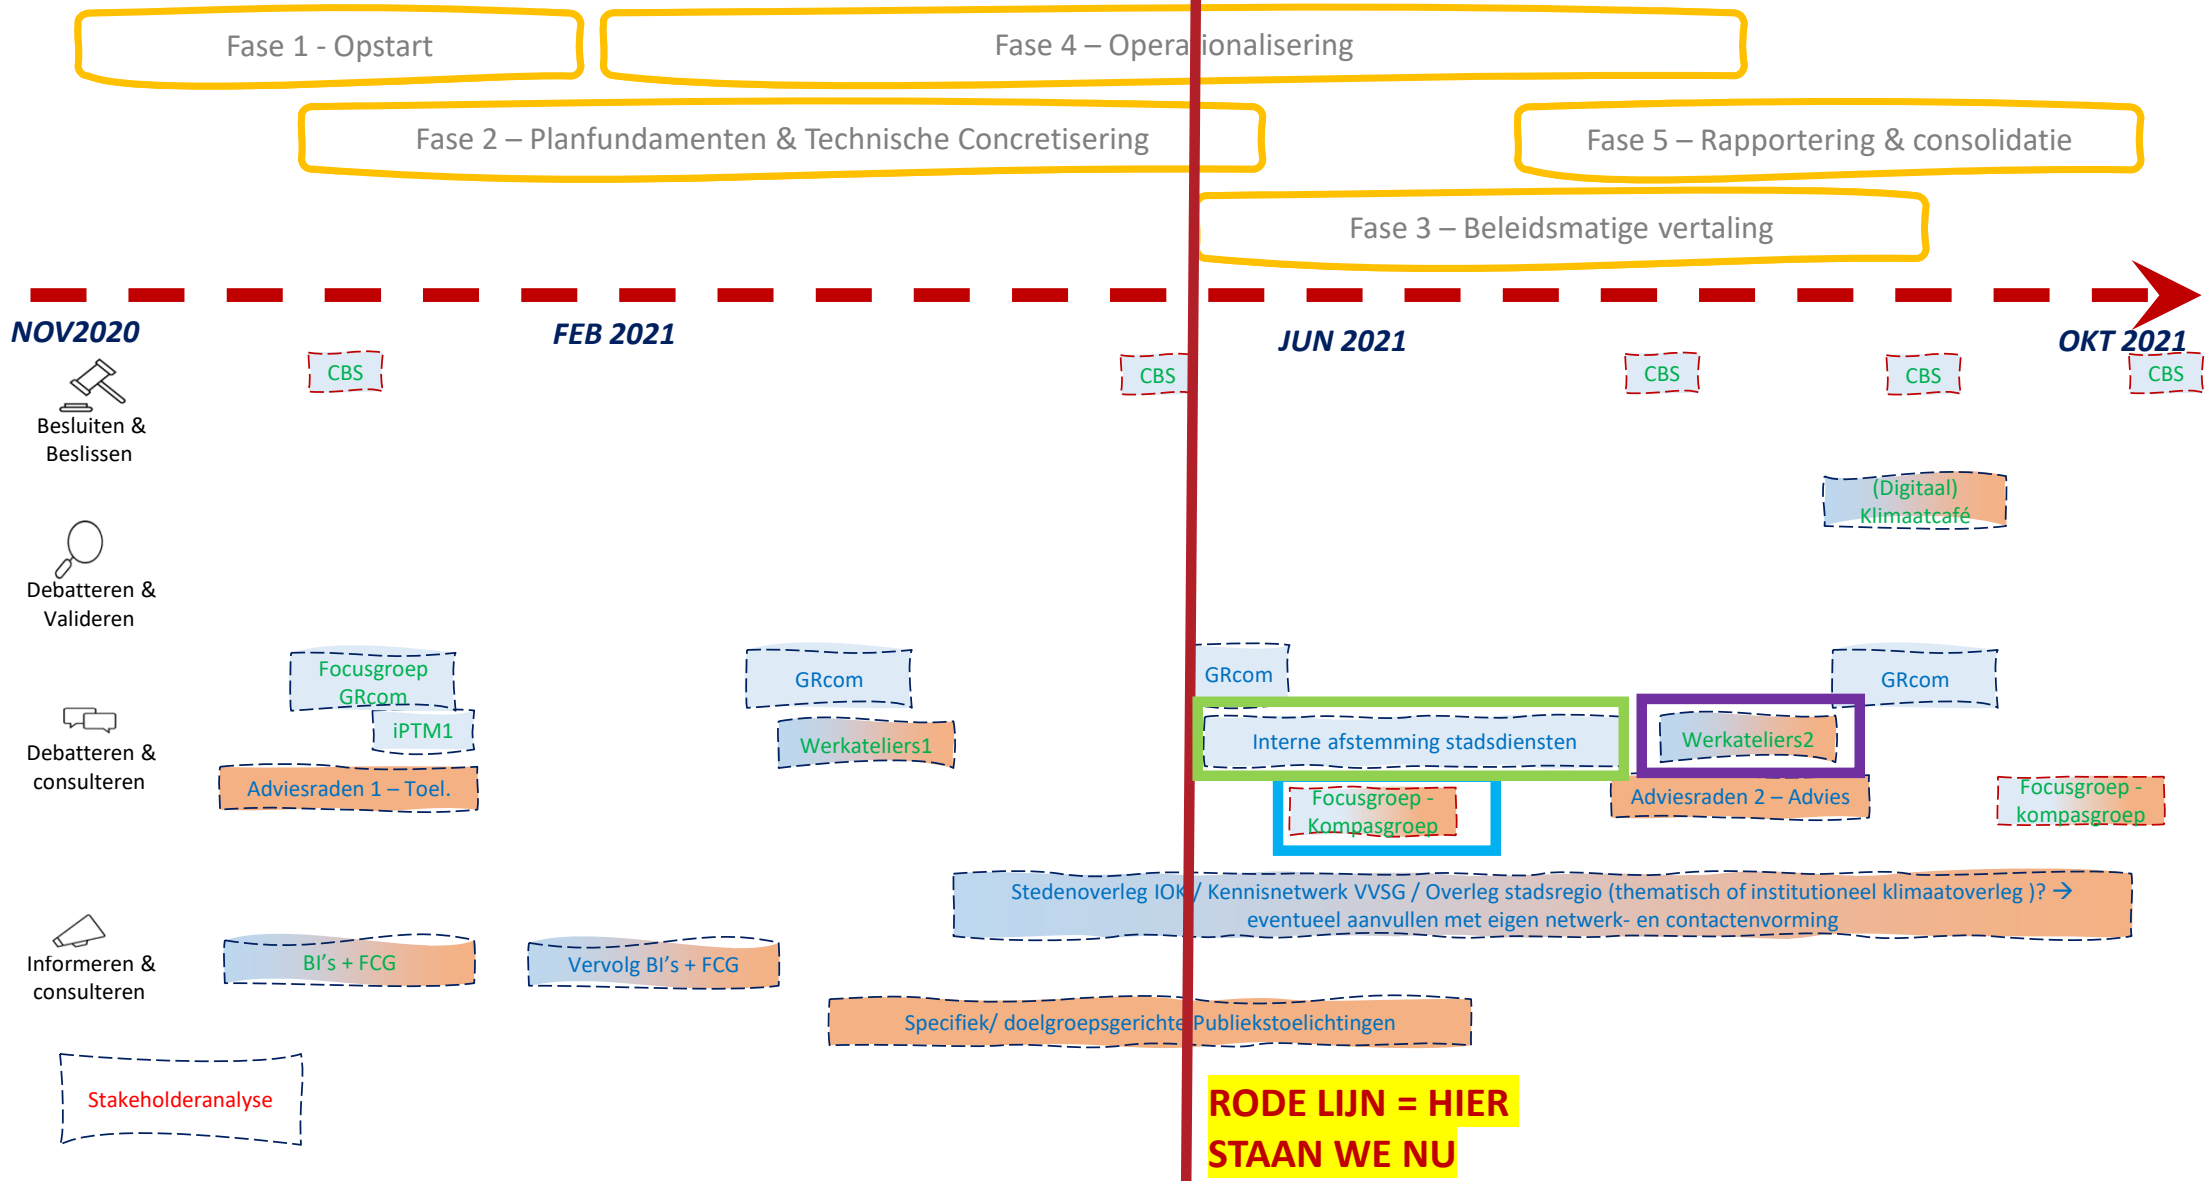 Fase 1 - Opstart
Fase 4 – Operationalisering
Fase 2 – Planfundamenten & Technische Concretisering
Fase 5 – Rapportering & consolidatie
Fase 3 – Beleidsmatige vertaling
NOV2020
FEB 2021
JUN 2021
OKT 2021
CBS
CBS
CBS
CBS
CBS
Besluiten &
Beslissen
(Digitaal)
Klimaatcafé
Debatteren &
Valideren
Focusgroep
GRcom
GRcom
GRcom
GRcom
iPTM1
Werkateliers1
Interne afstemming stadsdiensten
Werkateliers2
Debatteren &
consulteren
Adviesraden 1 – Toel.
Focusgroep -
Kompasgroep
Adviesraden 2 – Advies
Focusgroep -
kompasgroep
Stedenoverleg IOK / Kennisnetwerk VVSG / Overleg stadsregio (thematisch of institutioneel klimaatoverleg )? →
eventueel aanvullen met eigen netwerk- en contactenvorming
Informeren &
consulteren
BI's + FCG
Vervolg BI's + FCG
Specifiek/ doelgroepsgerichte Publiekstoelichtingen
Stakeholderanalyse
RODE LIJN = HIER
STAAN WE NU